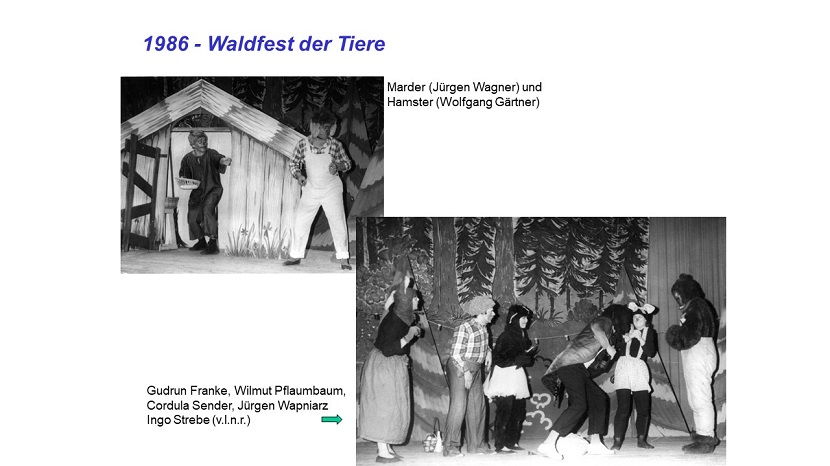 1986 - Waldfest der Tiere
Marder (Jürgen Wagner) und
Hamster (Wolfgang Gärtner)
Gudrun Franke, Wilmut Pflaumbaum,
Cordula Sender, Jürgen Wapniarz
Ingo Strebe (v.l.n.r.)